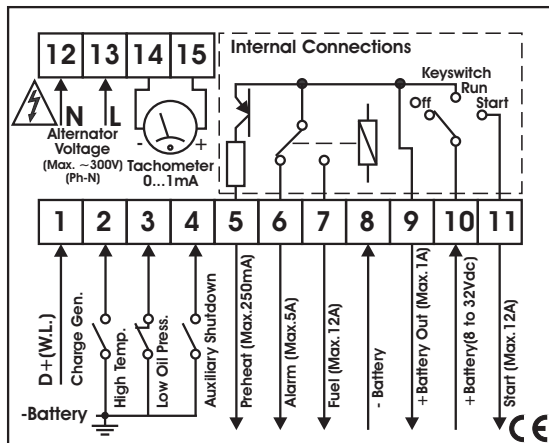 12 13 14 15
N L
Alternator
Voltage
(Max. ~300V)
(Ph-N)
- +
Tachometer
0...1mA
Internal Connections
Keyswitch
Run
Off
Start
1 2 3 4 5 6 7 8 9 10 11
D+(W.L.)
Charge Gen.
High Temp.
Low Oil Press.
Auxiliary Shutdown
Preheat (Max.250mA)
Alarm (Max.5A)
Fuel (Max.12A)
- Battery
+Battery Out (Max.1A)
+Battery(8 to 32Vdc)
Start (Max.12A)
-Battery
CE